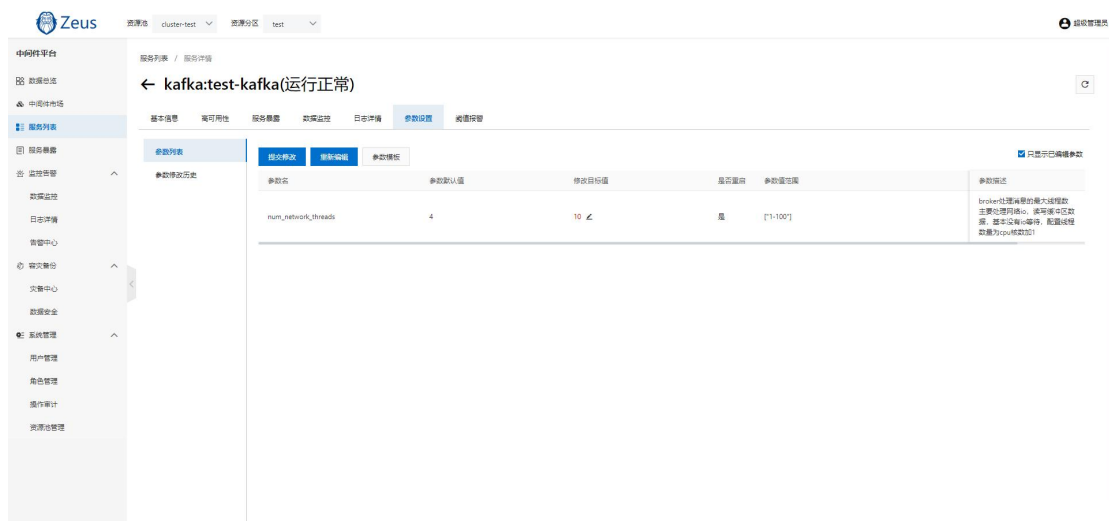 Zeus
资源池 cluster-test 资源分区 test
超级管理员
中间件平台
数据总览
中间件市场
服务列表
服务暴露
监控告警
数据监控
日志详情
告警中心
容灾备份
灾备中心
数据安全
系统管理
用户管理
角色管理
操作审计
资源池管理
服务列表 / 服务详情
kafka:test-kafka(运行正常)
基本信息 高可用性 服务暴露 数据监控 日志详情 参数设置 阈值报警
参数列表
参数修改历史
提交修改 重新编辑 参数模板
只显示已编辑参数
参数名 参数默认值 修改目标值 是否重启 参数值范围 参数描述
num_network_threads 4 10 是 ["1-100"]
broker处理消息的最大线程数
主要处理网络io，读写缓冲区数
据，基本没有io等待，配置线程
数量为cpu核数加1